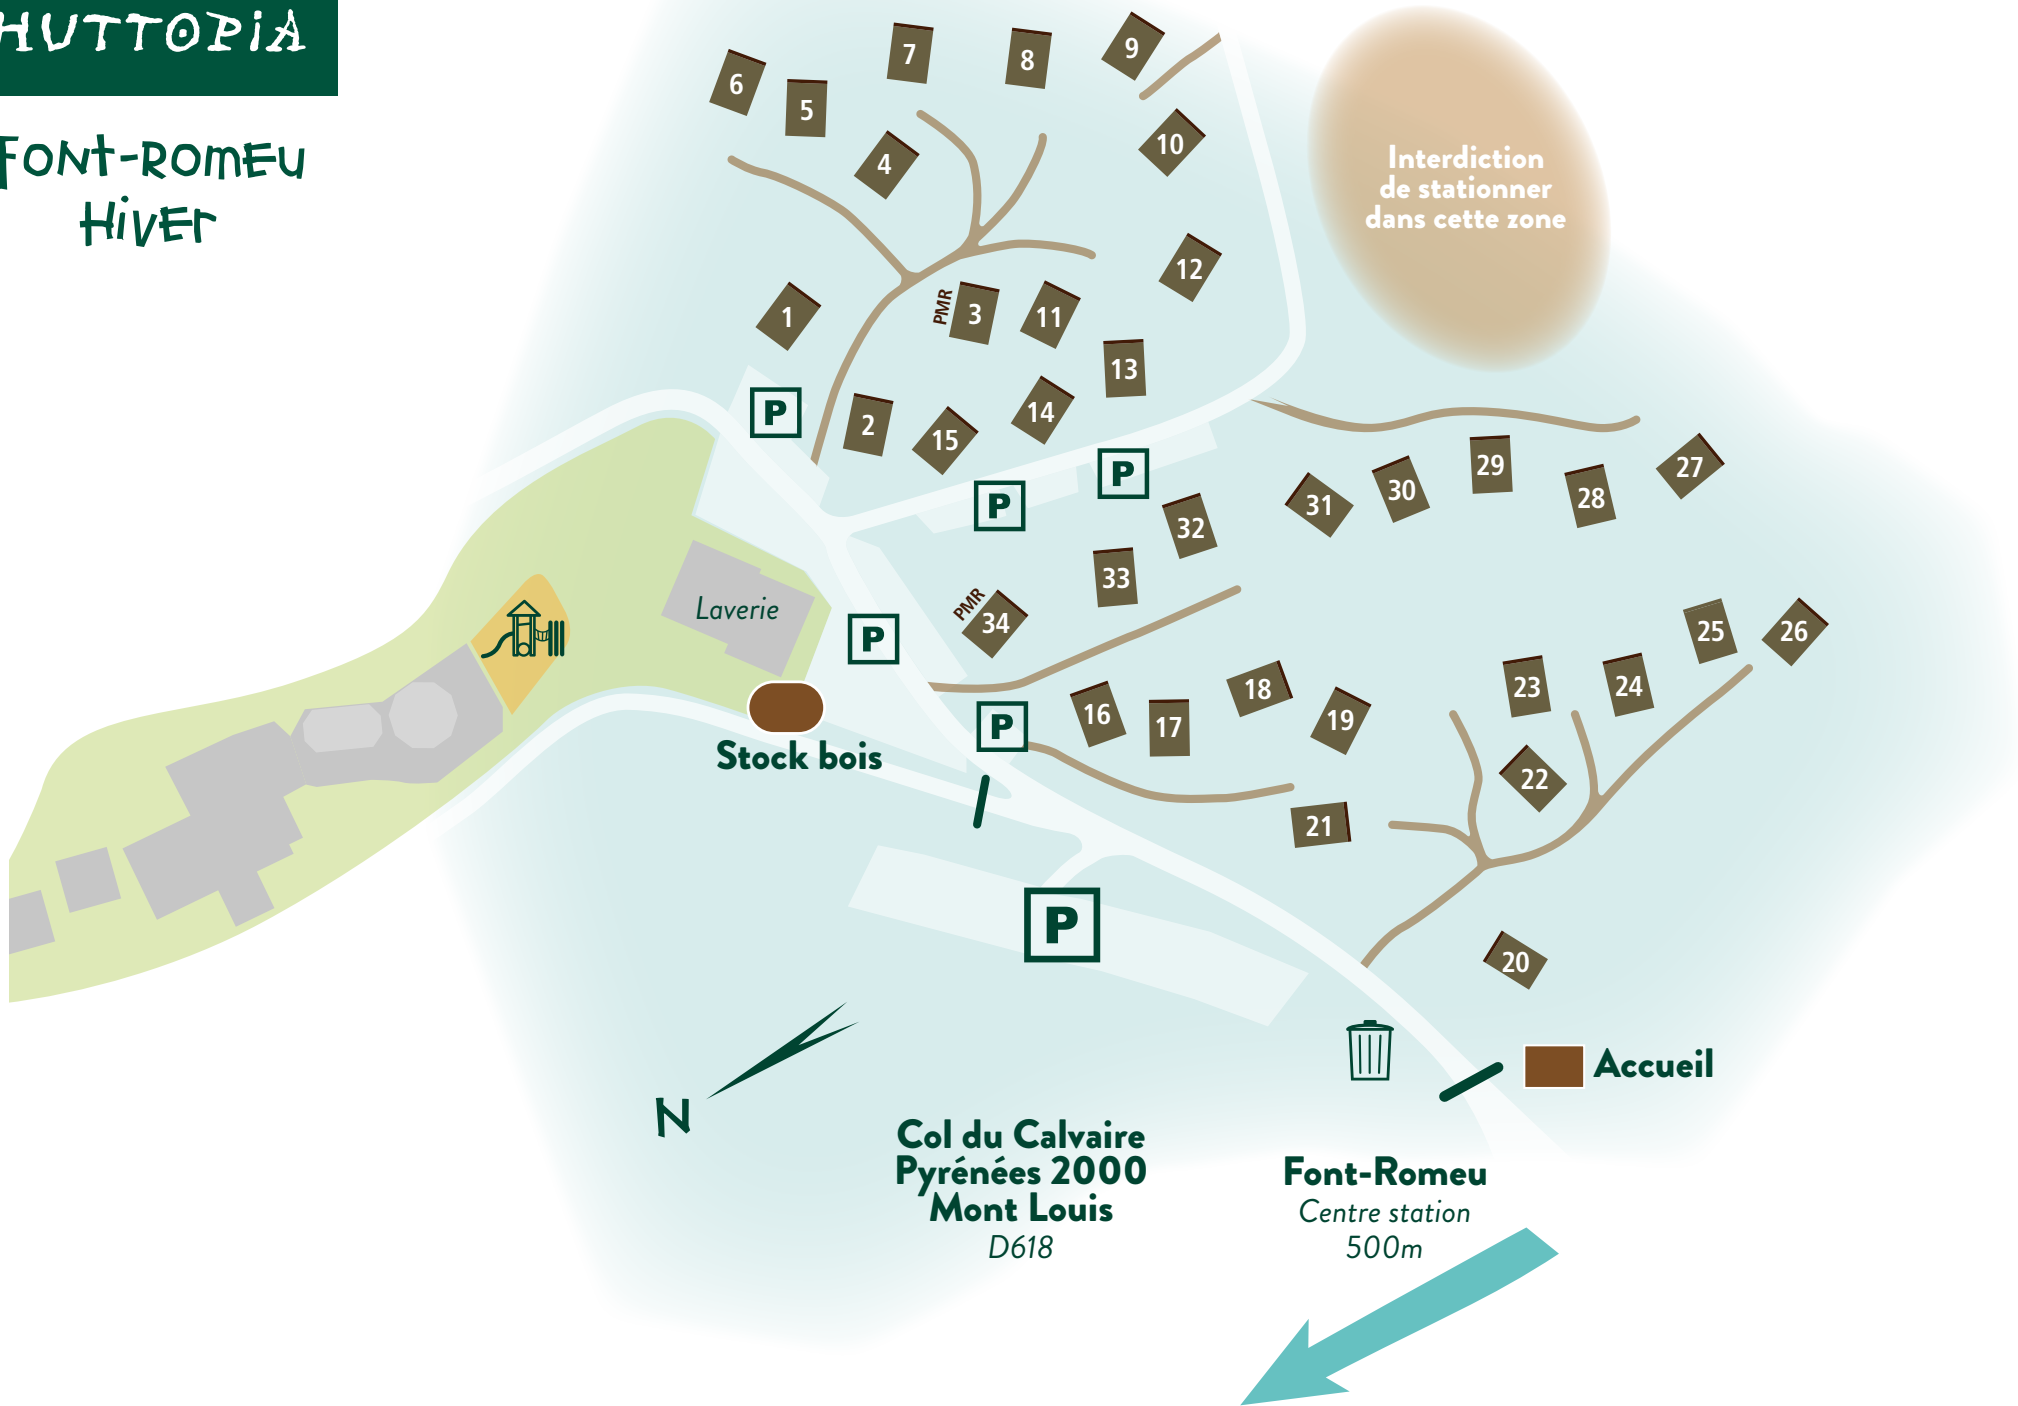 HUTTOPiA
FONT-ROMEU
HiVER
6
5
7
8
9
4
10
Interdiction
de stationner
dans cette zone
12
1
PMR
3
11
13
P
2
15
14
P
P
29
27
30
28
31
32
33
Laverie
PMR
34
P
25
26
16
17
18
19
23
24
P
Stock bois
22
21
P
20
Accueil
N
Col du Calvaire
Pyrénées 2000
Mont Louis
D618
Font-Romeu
Centre station
500m